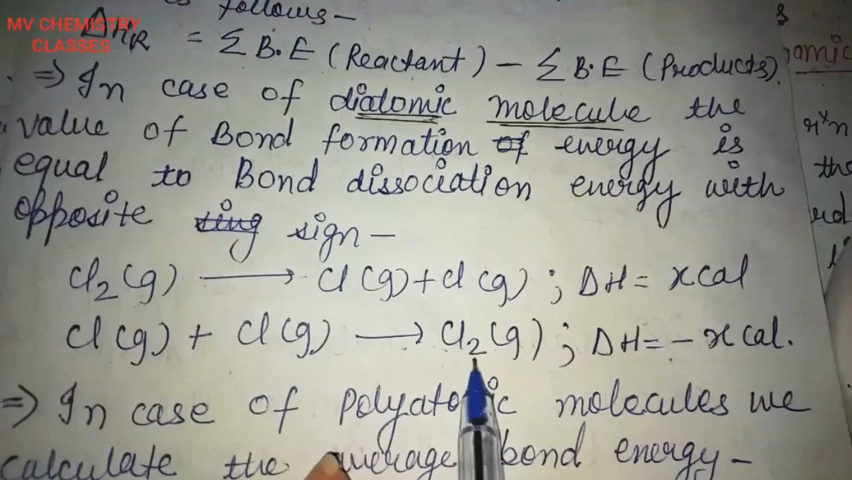 follows-
MV CHEMISTRY
CLASSES
ΔHR = Σ B.E (Reactant) - Σ B.E (Products).
⇒ In case of diatomic molecule the
value of Bond formation of energy is
equal to Bond dissociation energy with
opposite sign-
Cl2(g) ⟶ Cl(g) + Cl(g) ; ΔH = x cal
Cl(g) + Cl(g) ⟶ Cl2(g) ; ΔH = - x cal.
⇒ In case of polyatomic molecules we
calculate the average bond energy-